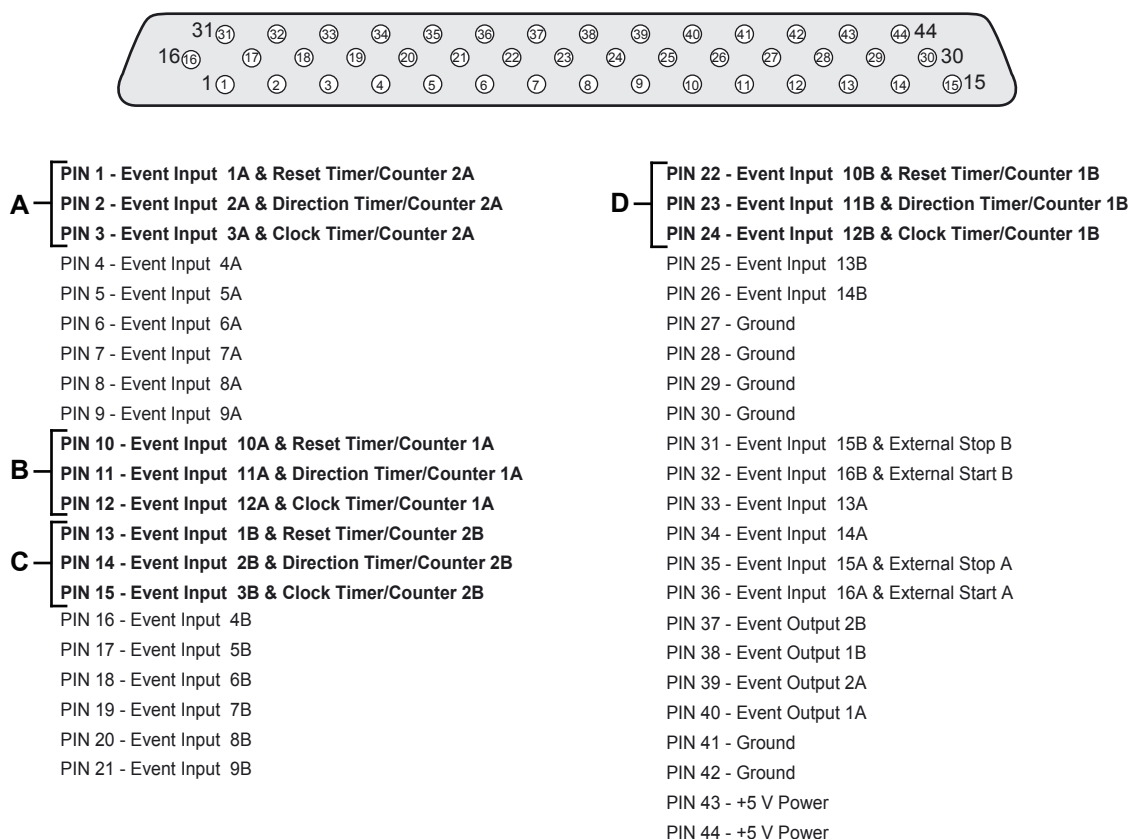 31 31 32 33 34 35 36 37 38 39 40 41 42 43 44 44
16 16 17 18 19 20 21 22 23 24 25 26 27 28 29 30 30
1 1 2 3 4 5 6 7 8 9 10 11 12 13 14 15 15
A
PIN 1 - Event Input 1A & Reset Timer/Counter 2A
PIN 2 - Event Input 2A & Direction Timer/Counter 2A
PIN 3 - Event Input 3A & Clock Timer/Counter 2A
PIN 4 - Event Input 4A
PIN 5 - Event Input 5A
PIN 6 - Event Input 6A
PIN 7 - Event Input 7A
PIN 8 - Event Input 8A
PIN 9 - Event Input 9A
B
PIN 10 - Event Input 10A & Reset Timer/Counter 1A
PIN 11 - Event Input 11A & Direction Timer/Counter 1A
PIN 12 - Event Input 12A & Clock Timer/Counter 1A
C
PIN 13 - Event Input 1B & Reset Timer/Counter 2B
PIN 14 - Event Input 2B & Direction Timer/Counter 2B
PIN 15 - Event Input 3B & Clock Timer/Counter 2B
PIN 16 - Event Input 4B
PIN 17 - Event Input 5B
PIN 18 - Event Input 6B
PIN 19 - Event Input 7B
PIN 20 - Event Input 8B
PIN 21 - Event Input 9B
D
PIN 22 - Event Input 10B & Reset Timer/Counter 1B
PIN 23 - Event Input 11B & Direction Timer/Counter 1B
PIN 24 - Event Input 12B & Clock Timer/Counter 1B
PIN 25 - Event Input 13B
PIN 26 - Event Input 14B
PIN 27 - Ground
PIN 28 - Ground
PIN 29 - Ground
PIN 30 - Ground
PIN 31 - Event Input 15B & External Stop B
PIN 32 - Event Input 16B & External Start B
PIN 33 - Event Input 13A
PIN 34 - Event Input 14A
PIN 35 - Event Input 15A & External Stop A
PIN 36 - Event Input 16A & External Start A
PIN 37 - Event Output 2B
PIN 38 - Event Output 1B
PIN 39 - Event Output 2A
PIN 40 - Event Output 1A
PIN 41 - Ground
PIN 42 - Ground
PIN 43 - +5 V Power
PIN 44 - +5 V Power